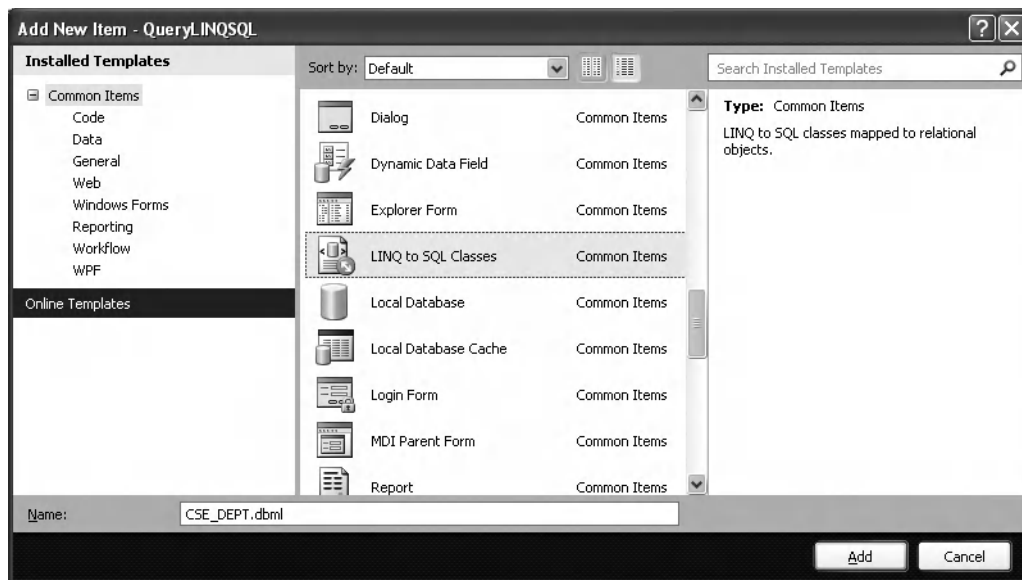 Add New Item - QueryLINQSQL
Installed Templates
Common Items
Code
Data
General
Web
Windows Forms
Reporting
Workflow
WPF
Online Templates
Sort by: Default
Search Installed Templates
Dialog Common Items
Dynamic Data Field Common Items
Explorer Form Common Items
LINQ to SQL Classes Common Items
Local Database Common Items
Local Database Cache Common Items
Login Form Common Items
MDI Parent Form Common Items
Report Common Items
Type: Common Items
LINQ to SQL classes mapped to relational
objects.
Name: CSE_DEPT.dbml
Add Cancel